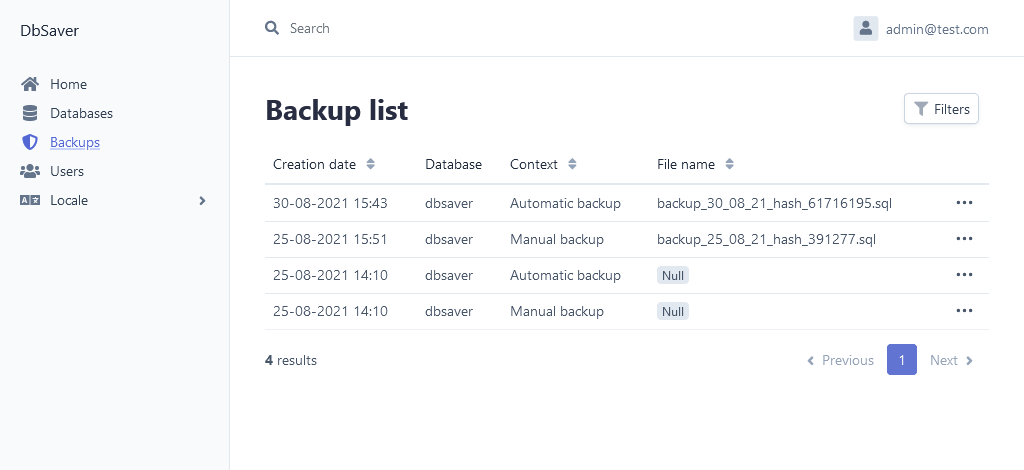 DbSaver
Search
admin@test.com
Home
Databases
Backups
Users
Locale
Backup list
Filters
Creation date Database Context File name
30-08-2021 15:43 dbsaver Automatic backup backup_30_08_21_hash_61716195.sql
25-08-2021 15:51 dbsaver Manual backup backup_25_08_21_hash_391277.sql
25-08-2021 14:10 dbsaver Automatic backup Null
25-08-2021 14:10 dbsaver Manual backup Null
4 results
Previous 1 Next